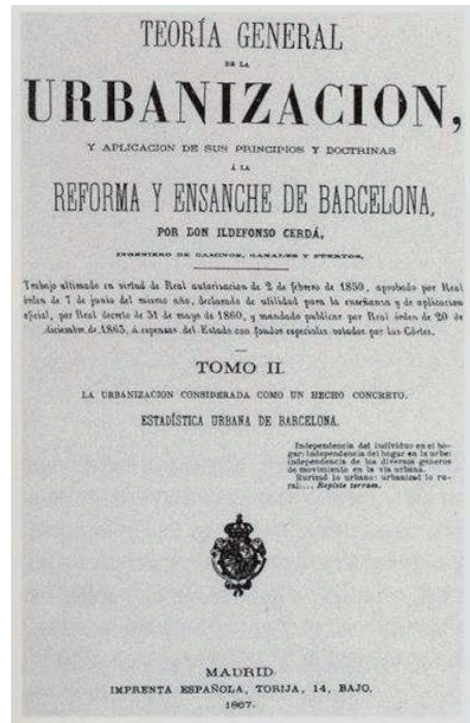 TEORÍA GENERAL
DE LA
URBANIZACION,
Y APLICACION DE SUS PRINCIPIOS Y DOCTRINAS
Á LA
REFORMA Y ENSANCHE DE BARCELONA,
POR DON ILDEFONSO CERDÁ,
INGENIERO DE CAMINOS, CANALES Y PUERTOS,
Trabajo ultimado en virtud de Real autorizacion de 2 de febrero de 1859, aprobado por Real
órden de 7 de junio del mismo año, declarado de utilidad para la enseñanza y de aplicacion
oficial, por Real decreto de 31 de mayo de 1860, y mandado publicar por Real órden de 20 de
diciembre de 1863, á espensas del Estado con fondos especiales votados por las Córtes.
TOMO II.
LA URBANIZACION CONSIDERADA COMO UN HECHO CONCRETO.
ESTADÍSTICA URBANA DE BARCELONA.
Independencia del individuo en el ho-
gar: independencia del hogar en la urbe:
independencia de los diversos géneros
de movimiento en la via urbana.
Rurizad lo urbano: urbanizad lo ru-
ral:... Replete terram.
MADRID.
IMPRENTA ESPAÑOLA, TORIJA, 14, BAJO.
1867.